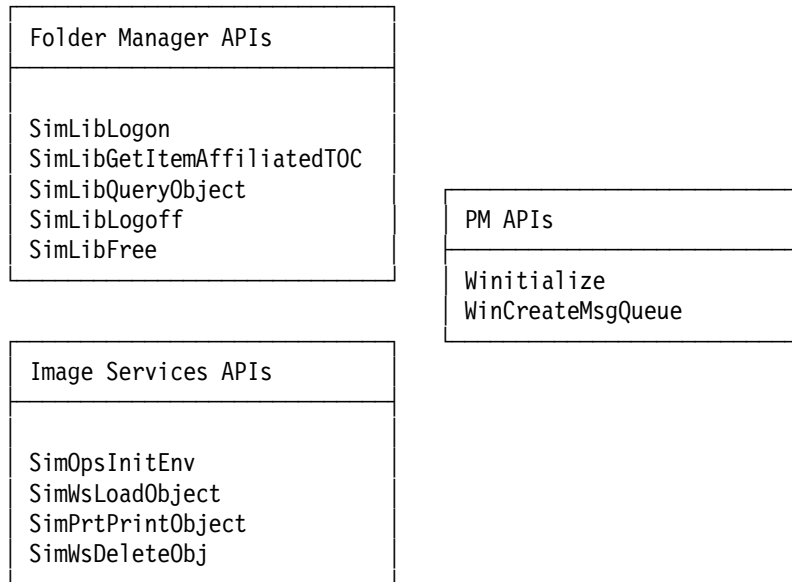 Folder Manager APIs
SimLibLogon
SimLibGetItemAffiliatedTOC
SimLibQueryObject
SimLibLogoff
SimLibFree
PM APIs
Winitialize
WinCreateMsgQueue
Image Services APIs
SimOpsInitEnv
SimWsLoadObject
SimPrtPrintObject
SimWsDeleteObj